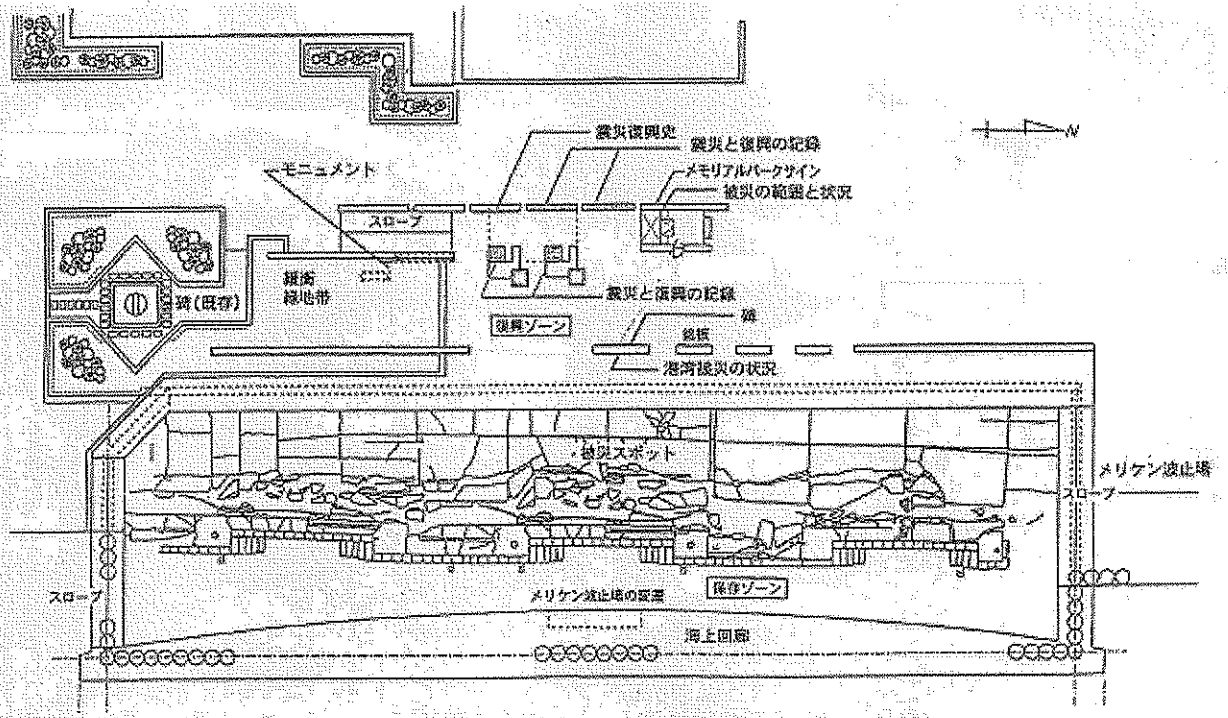 震災復興史
震災と復興の記録
N
モニュメント
メモリアルパークサイン
被災の範囲と状況
スロープ
碑(既存)
緑地帯
震災と復興の記録
碑
復興ゾーン
銘板
港湾被災の状況
被災スポット
メリケン波止場
スロープ
スロープ
保存ゾーン
メリケン波止場の変遷
海上回廊